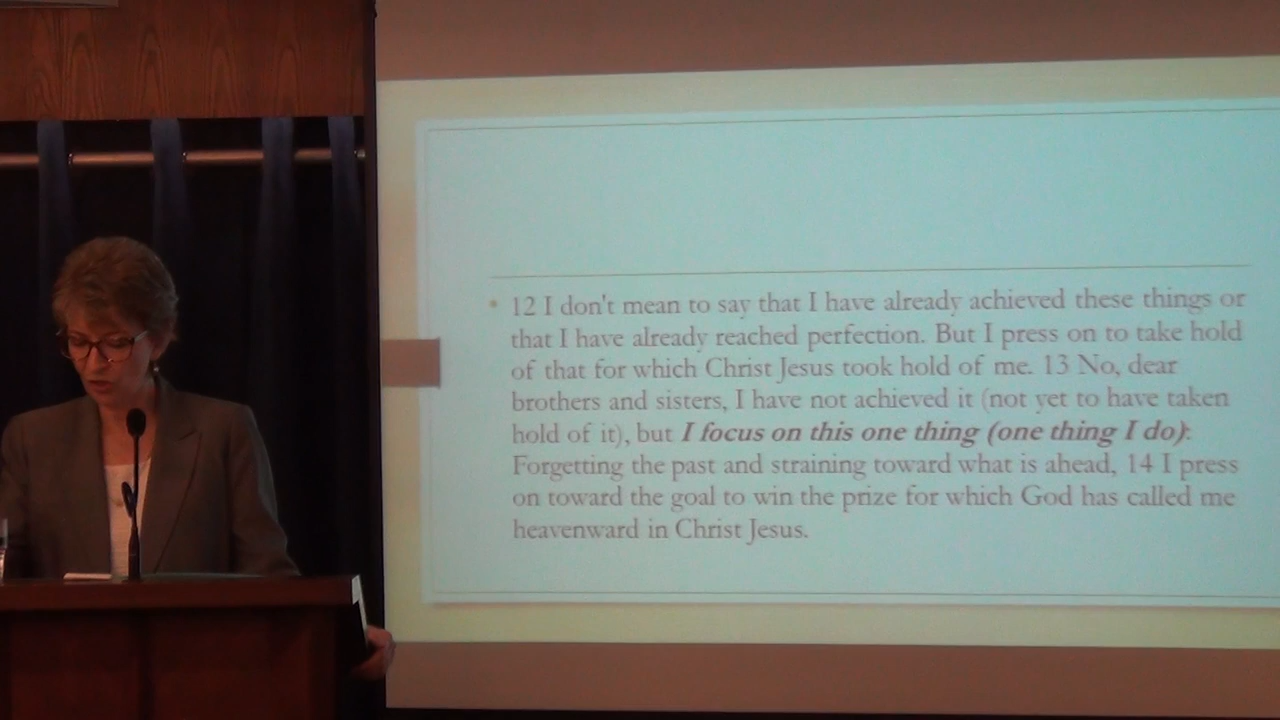 • 12 I don't mean to say that I have already achieved these things or
that I have already reached perfection. But I press on to take hold
of that for which Christ Jesus took hold of me. 13 No, dear
brothers and sisters, I have not achieved it (not yet to have taken
hold of it), but I focus on this one thing (one thing I do):
Forgetting the past and straining toward what is ahead, 14 I press
on toward the goal to win the prize for which God has called me
heavenward in Christ Jesus.